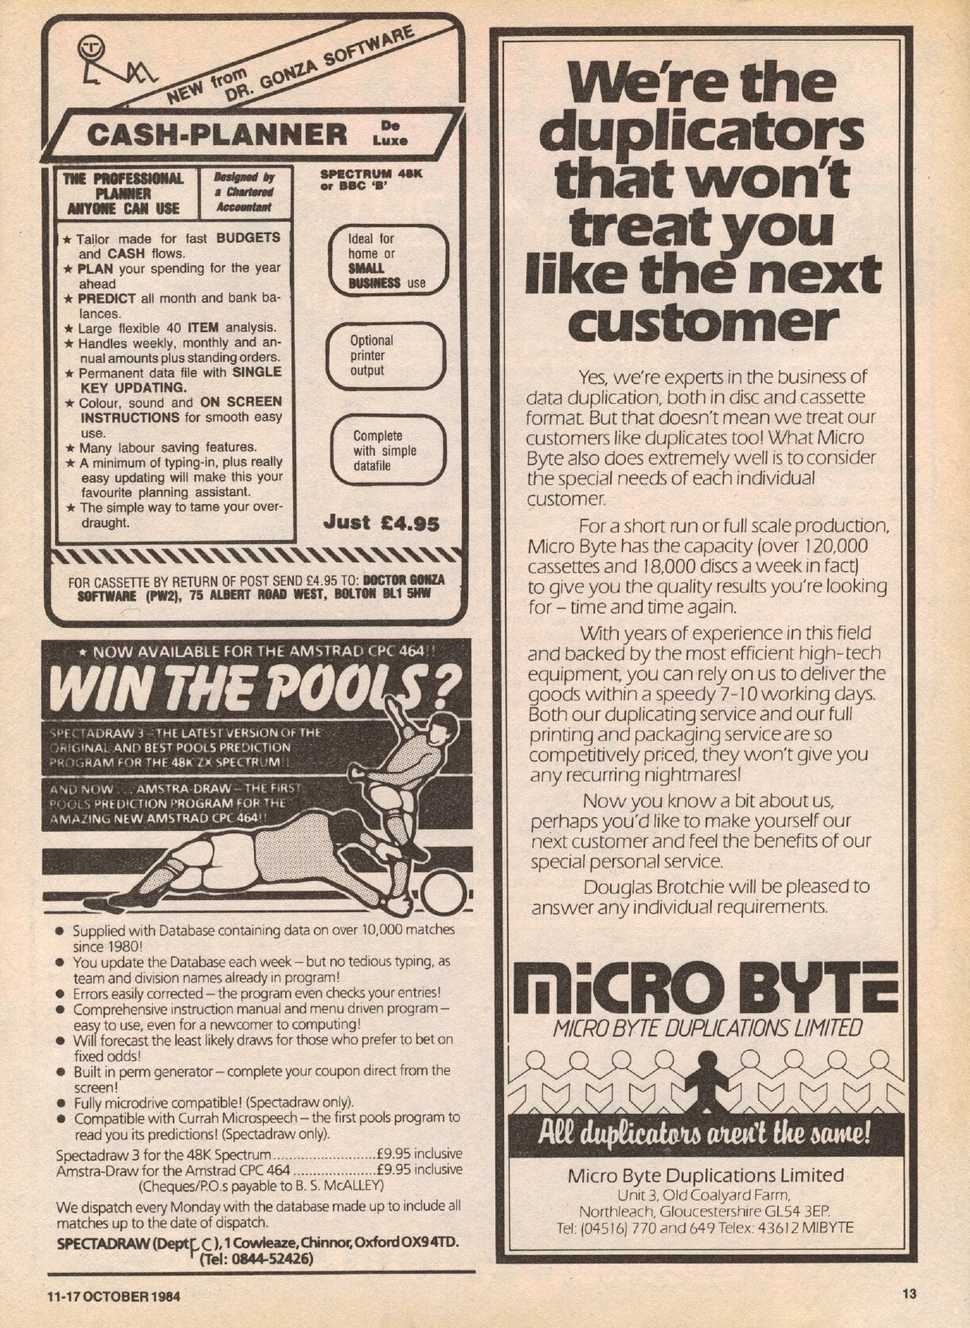 NEW from
DR. GONZA SOFTWARE
CASH-PLANNER De
Luxe
THE PROFESSIONAL
PLANNER
ANYONE CAN USE
Designed by
a Chartered
Accountant
SPECTRUM 48K
or BBC 'B'
★ Tailor made for fast BUDGETS
and CASH flows.
★ PLAN your spending for the year
ahead
★ PREDICT all month and bank ba-
lances.
★ Large flexible 40 ITEM analysis.
★ Handles weekly, monthly and an-
nual amounts plus standing orders.
★ Permanent data file with SINGLE
KEY UPDATING.
★ Colour, sound and ON SCREEN
INSTRUCTIONS for smooth easy
use.
★ Many labour saving features.
★ A minimum of typing-in, plus really
easy updating will make this your
favourite planning assistant.
★ The simple way to tame your over-
draught.
Ideal for
home or
SMALL
BUSINESS use
Optional
printer
output
Complete
with simple
datafile
Just £4.95
FOR CASSETTE BY RETURN OF POST SEND £4.95 TO: DOCTOR GONZA
SOFTWARE (PW2), 75 ALBERT ROAD WEST, BOLTON BL1 5HW
★ NOW AVAILABLE FOR THE AMSTRAD CPC 464!!
WIN THE POOLS?
SPECTADRAW 3 – THE LATEST VERSION OF THE
ORIGINAL AND BEST POOLS PREDICTION
PROGRAM FOR THE 48K ZX SPECTRUM!!
AND NOW . . . AMSTRA-DRAW – THE FIRST
POOLS PREDICTION PROGRAM FOR THE
AMAZING NEW AMSTRAD CPC 464!!
● Supplied with Database containing data on over 10,000 matches
since 1980!
● You update the Database each week – but no tedious typing, as
team and division names already in program!
● Errors easily corrected – the program even checks your entries!
● Comprehensive instruction manual and menu driven program –
easy to use, even for a newcomer to computing!
● Will forecast the least likely draws for those who prefer to bet on
fixed odds!
● Built in perm generator – complete your coupon direct from the
screen!
● Fully microdrive compatible! (Spectadraw only).
● Compatible with Currah Microspeech – the first pools program to
read you its predictions! (Spectadraw only).
Spectadraw 3 for the 48K Spectrum..........................£9.95 inclusive
Amstra-Draw for the Amstrad CPC 464 .....................£9.95 inclusive
(Cheques/P.O.s payable to B. S. McALLEY)
We dispatch every Monday with the database made up to include all
matches up to the date of dispatch.
SPECTADRAW (Dept P C), 1 Cowleaze, Chinnor, Oxford OX9 4TD.
(Tel: 0844-52426)
We're the
duplicators
that won't
treat you
like the next
customer
Yes, we're experts in the business of
data duplication, both in disc and cassette
format. But that doesn't mean we treat our
customers like duplicates too! What Micro
Byte also does extremely well is to consider
the special needs of each individual
customer.
For a short run or full scale production,
Micro Byte has the capacity (over 120,000
cassettes and 18,000 discs a week in fact)
to give you the quality results you're looking
for – time and time again.
With years of experience in this field
and backed by the most efficient high-tech
equipment, you can rely on us to deliver the
goods within a speedy 7-10 working days.
Both our duplicating service and our full
printing and packaging service are so
competitively priced, they won't give you
any recurring nightmares!
Now you know a bit about us,
perhaps you'd like to make yourself our
next customer and feel the benefits of our
special personal service.
Douglas Brotchie will be pleased to
answer any individual requirements.
MiCRO BYTE
MICRO BYTE DUPLICATIONS LIMITED
All duplicators aren't the same!
Micro Byte Duplications Limited
Unit 3, Old Coalyard Farm,
Northleach, Gloucestershire GL54 3EP.
Tel: (04516) 770 and 649 Telex: 43612 MIBYTE
11-17 OCTOBER 1984
13